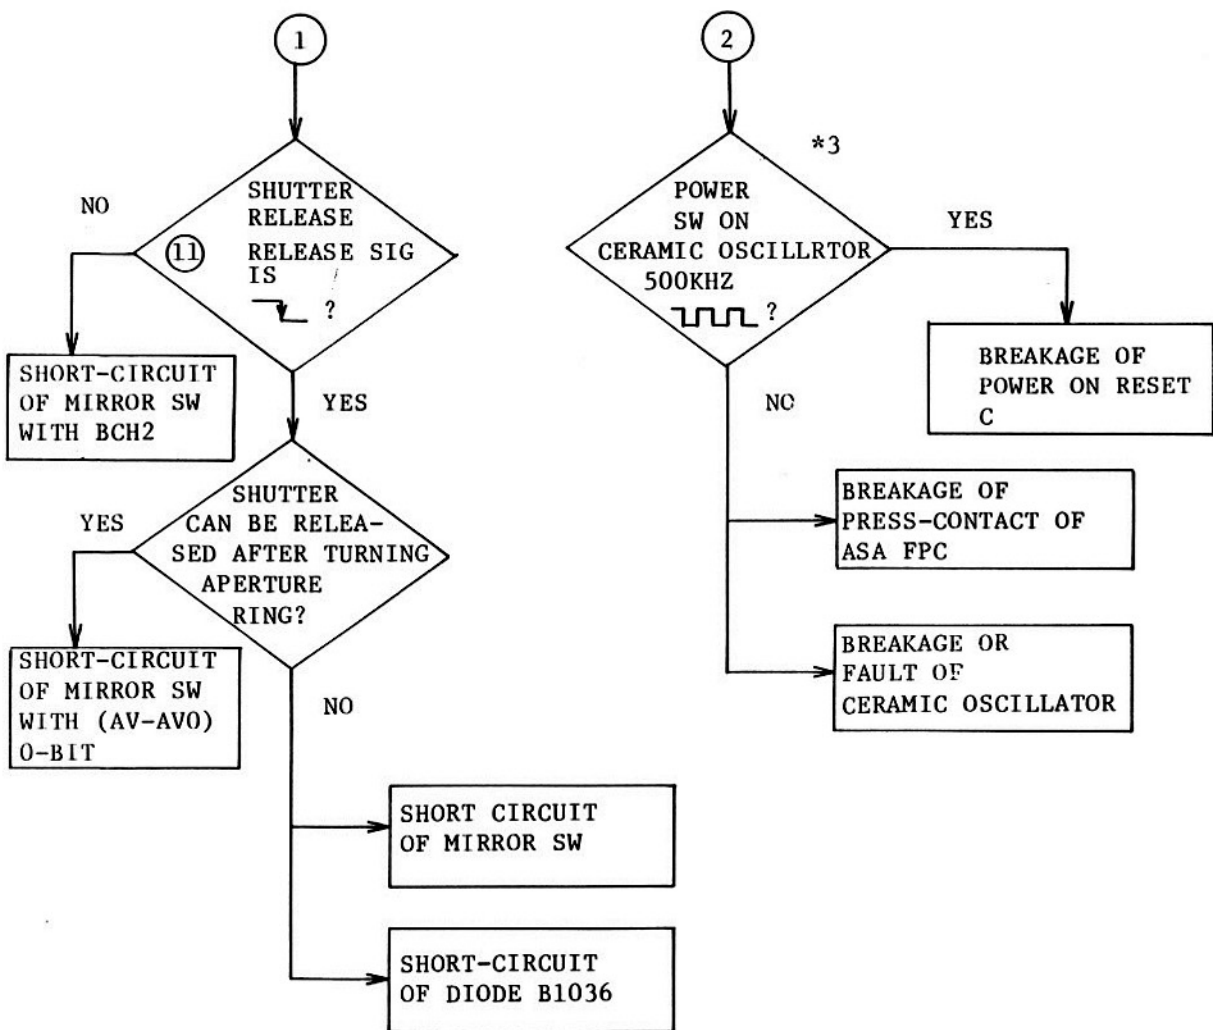 1
SHUTTER
RELEASE
11 RELEASE SIG
IS
?
NO
YES
SHORT-CIRCUIT
OF MIRROR SW
WITH BCH2
SHUTTER
CAN BE RELEA-
SED AFTER TURNING
APERTURE
RING?
YES
NO
SHORT-CIRCUIT
OF MIRROR SW
WITH (AV-AVO)
O-BIT
SHORT CIRCUIT
OF MIRROR SW
SHORT-CIRCUIT
OF DIODE B1036
2
*3
POWER
SW ON
CERAMIC OSCILLRTOR
500KHZ
?
YES
NO
BREAKAGE OF
POWER ON RESET
C
BREAKAGE OF
PRESS-CONTACT OF
ASA FPC
BREAKAGE OR
FAULT OF
CERAMIC OSCILLATOR